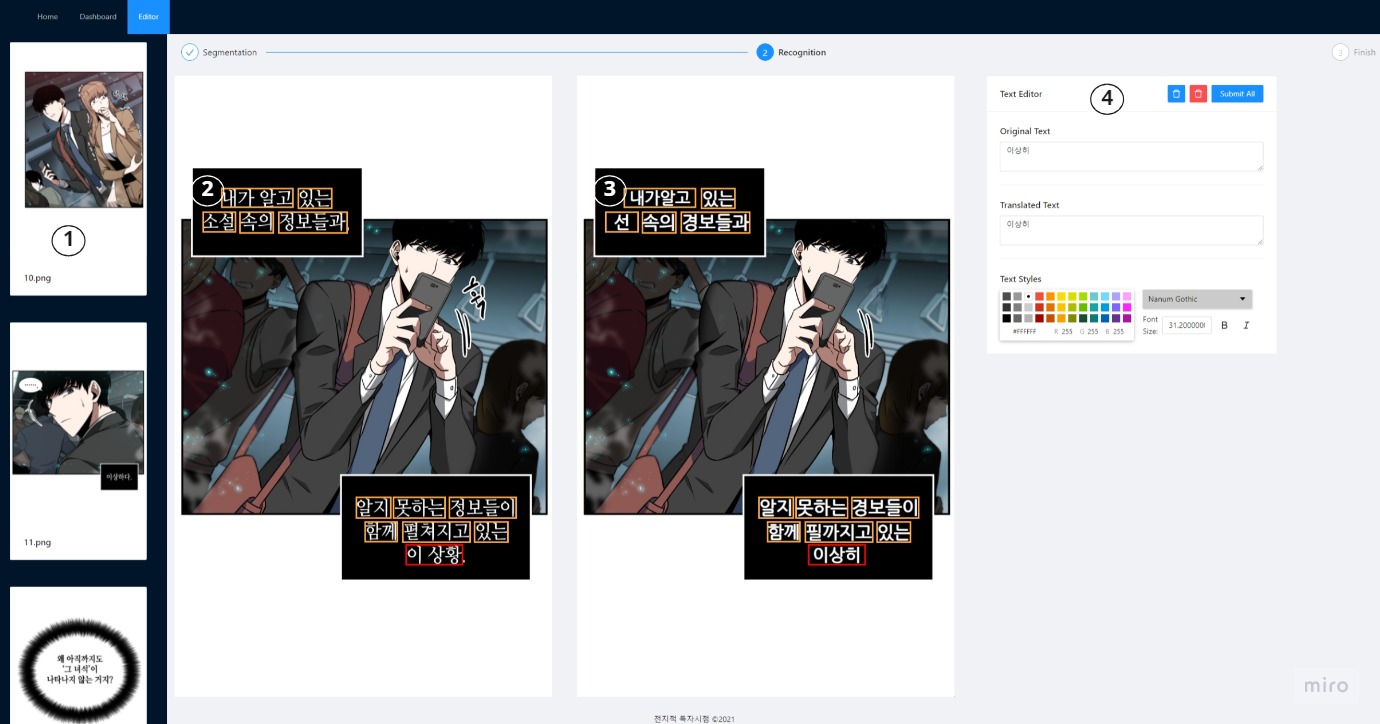 Home Dashboard Editor
Segmentation 2 Recognition 3 Finish
10.png
1
11.png
이상하다.
왜 아직까지도
'그 녀석'이
나타나지 않는 거지?
2
내가 알고 있는
소설 속의 정보들과,
알지 못하는 정보들이
함께 펼쳐지고 있는
이 상황.
3
내가알고 있는
선 속의 경보들과
알지 못하는 경보들이
함께 필까지고 있는
이상히
Text Editor 4 Submit All
Original Text
이상히
Translated Text
이상히
Text Styles
#FFFFFF R 255 G 255 B 255
Nanum Gothic
Font
Size: 31.200000 B I
miro
전지적 독자시점 ©2021